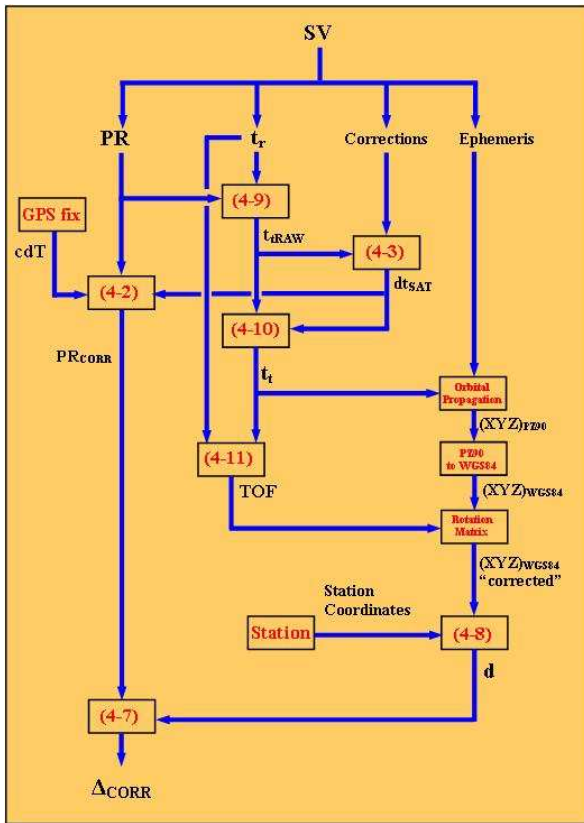 SV
PR
tr
Corrections
Ephemeris
(4-9)
GPS fix
ttRAW
(4-3)
cdT
(4-2)
dtSAT
(4-10)
PRCORR
tt
Orbital
Propagation
(XYZ)PZ90
(4-11)
PZ90
to WGS84
TOF
(XYZ)WGS84
Rotation
Matrix
(XYZ)WGS84
“corrected”
Station
Coordinates
Station
(4-8)
d
(4-7)
ΔCORR